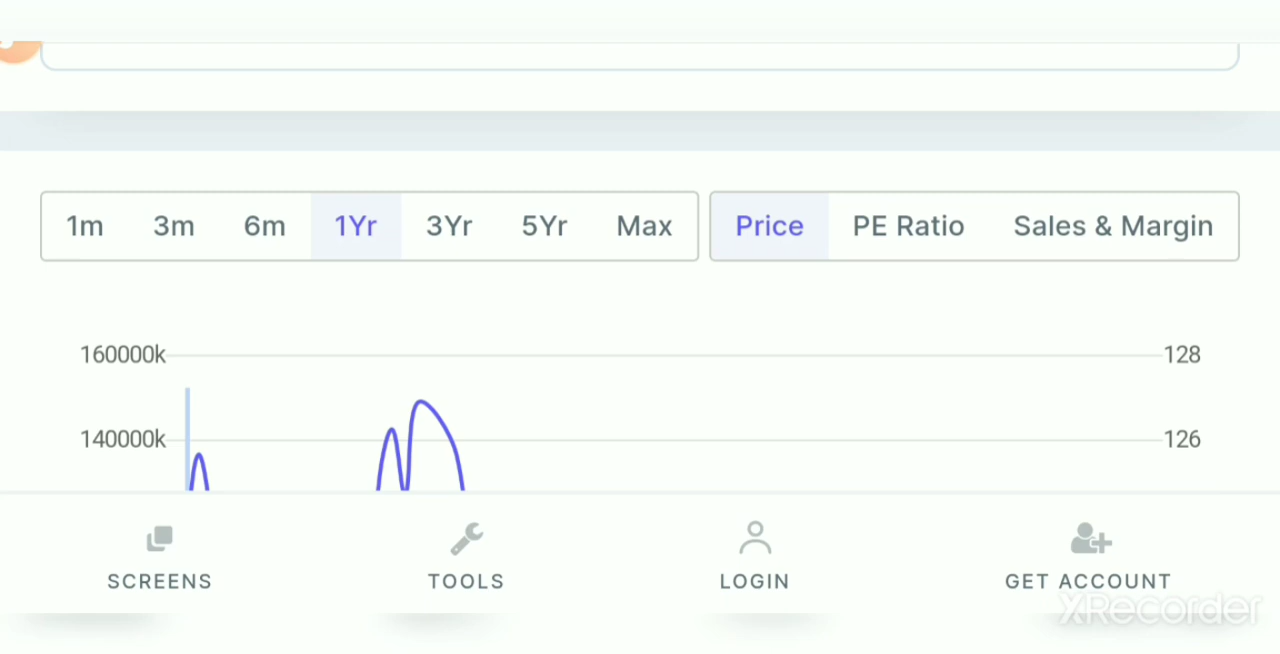 1m 3m 6m 1Yr 3Yr 5Yr Max Price PE Ratio Sales & Margin
160000k 128
140000k 126
SCREENS TOOLS LOGIN GET ACCOUNT
XRecorder